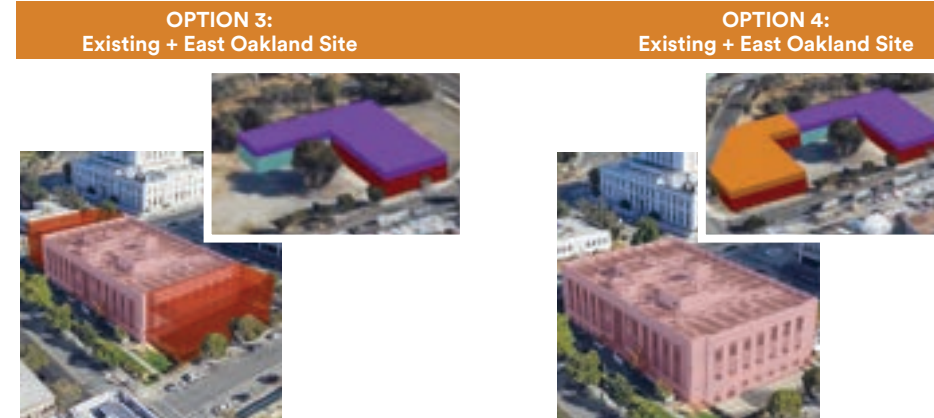 OPTION 3:
Existing + East Oakland Site
OPTION 4:
Existing + East Oakland Site